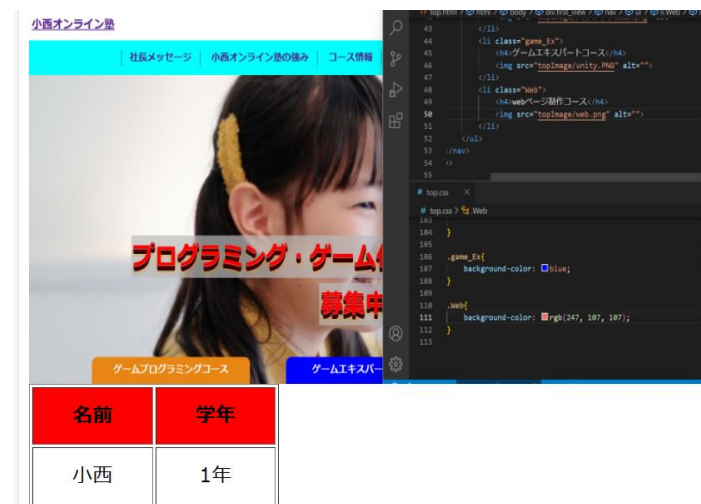 小西オンライン塾
社長メッセージ
小西オンライン塾の強み
コース情報
プログラミング・ゲーム
募集中
ゲームプログラミングコース
ゲームエキスパー
名前 学年
小西 1年
43 </li>
44 <li class="game_Ex">
45 <h4>ゲームエキスパートコース</h4>
46 <img src="topImage/unity.PNG" alt="">
47 </li>
48 <li class="Web">
49 <h4>webページ制作コース</h4>
50 <img src="topImage/web.png" alt="">
51 </li>
52 </ul>
53 </nav>
54
55
# top.css ×
# top.css > .Web
103
104 }
105
106 .game_Ex{
107 background-color: blue;
108 }
109
110 .Web{
111 background-color: rgb(247, 107, 107);
112 }
113